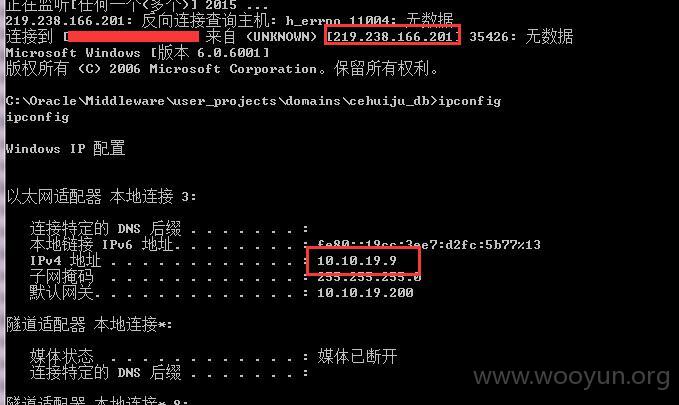 正在监听[任何一个(多个)] 2015 ...
219.238.166.201: 反向连接查询主机: h_errno 11004: 无数据
连接到 [ 来自 (UNKNOWN) [219.238.166.201] 35426: 无数据
Microsoft Windows [版本 6.0.6001]
版权所有 (C) 2006 Microsoft Corporation。保留所有权利。
C:\Oracle\Middleware\user_projects\domains\cehuiju_db>ipconfig
ipconfig
Windows IP 配置
以太网适配器 本地连接 3:
连接特定的 DNS 后缀 . . . . . . . :
本地链接 IPv6 地址. . . . . . . . : fe80::19cc:3ee7:d2fc:5b77%13
IPv4 地址 . . . . . . . . . . . . : 10.10.19.9
子网掩码 . . . . . . . . . . . . : 255.255.255.0
默认网关. . . . . . . . . . . . . : 10.10.19.200
隧道适配器 本地连接*:
媒体状态 . . . . . . . . . . . . : 媒体已断开
连接特定的 DNS 后缀 . . . . . . . :
www.wooyun.org
隧道适配器 本地连接* 8: